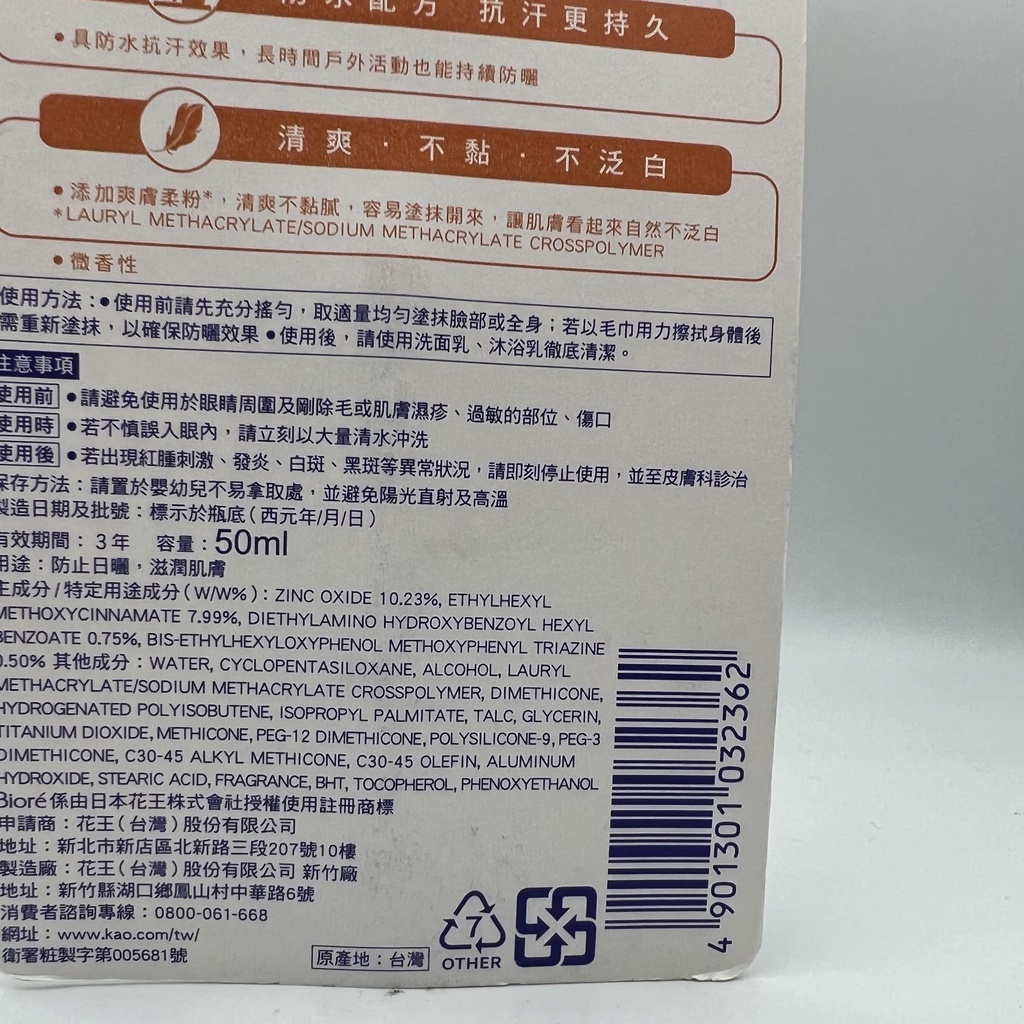 防水配方 抗汗更持久
•具防水抗汗效果，長時間戶外活動也能持續防曬
清爽·不黏·不泛白
•添加爽膚柔粉*，清爽不黏膩，容易塗抹開來，讓肌膚看起來自然不泛白
*LAURYL METHACRYLATE/SODIUM METHACRYLATE CROSSPOLYMER
•微香性
使用方法：●使用前請先充分搖勻，取適量均勻塗抹臉部或全身；若以毛巾用力擦拭身體後
需重新塗抹，以確保防曬效果●使用後，請使用洗面乳、沐浴乳徹底清潔。
注意事項
使用前 ●請避免使用於眼睛周圍及剛除毛或肌膚濕疹、過敏的部位、傷口
使用時 ●若不慎誤入眼內，請立刻以大量清水沖洗
使用後 ●若出現紅腫刺激、發炎、白斑、黑斑等異常狀況，請即刻停止使用，並至皮膚科診治
保存方法：請置於嬰幼兒不易拿取處，並避免陽光直射及高溫
製造日期及批號：標示於瓶底（西元年/月/日）
有效期間：3年 容量：50ml
用途：防止日曬，滋潤肌膚
主成分/特定用途成分(W/W%)：ZINC OXIDE 10.23%, ETHYLHEXYL
METHOXYCINNAMATE 7.99%, DIETHYLAMINO HYDROXYBENZOYL HEXYL
BENZOATE 0.75%, BIS-ETHYLHEXYLOXYPHENOL METHOXYPHENYL TRIAZINE
0.50% 其他成分：WATER, CYCLOPENTASILOXANE, ALCOHOL, LAURYL
METHACRYLATE/SODIUM METHACRYLATE CROSSPOLYMER, DIMETHICONE,
HYDROGENATED POLYISOBUTENE, ISOPROPYL PALMITATE, TALC, GLYCERIN,
TITANIUM DIOXIDE, METHICONE, PEG-12 DIMETHICONE, POLYSILICONE-9, PEG-3
DIMETHICONE, C30-45 ALKYL METHICONE, C30-45 OLEFIN, ALUMINUM
HYDROXIDE, STEARIC ACID, FRAGRANCE, BHT, TOCOPHEROL, PHENOXYETHANOL
Bioré係由日本花王株式會社授權使用註冊商標
申請商：花王（台灣）股份有限公司
地址：新北市新店區北新路三段207號10樓
製造廠：花王（台灣）股份有限公司 新竹廠
地址：新竹縣湖口鄉鳳山村中華路6號
消費者諮詢專線：0800-061-668
網址：www.kao.com/tw/
衛署粧製字第005681號
原產地：台灣
7
OTHER
4 901301 032362